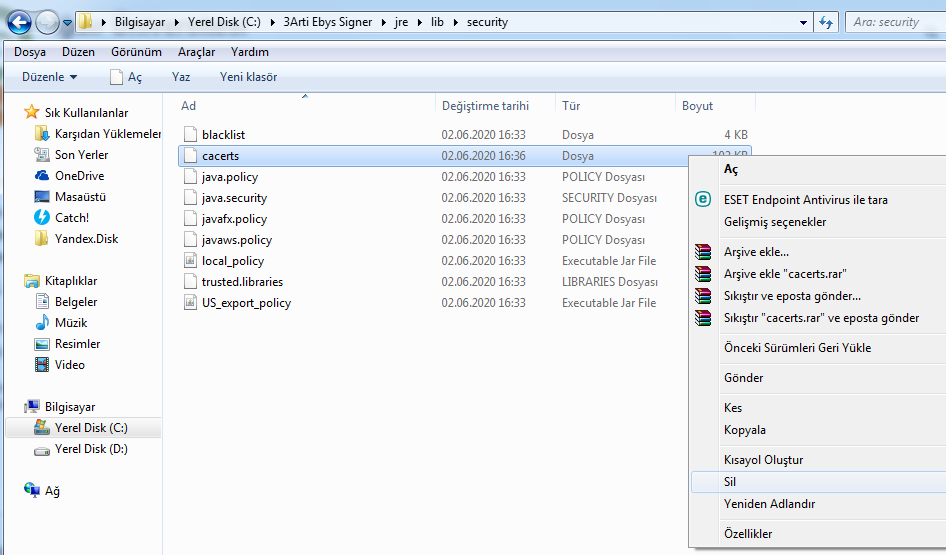 Bilgisayar Yerel Disk (C:) 3Arti Ebys Signer jre lib security Ara: security
Dosya Düzen Görünüm Araçlar Yardım
Düzenle Aç Yaz Yeni klasör
Ad Değiştirme tarihi Tür Boyut
Sık Kullanılanlar
Karşıdan Yüklemeler
Son Yerler
OneDrive
Masaüstü
Catch!
Yandex.Disk
Kitaplıklar
Belgeler
Müzik
Resimler
Video
Bilgisayar
Yerel Disk (C:)
Yerel Disk (D:)
Ağ
blacklist 02.06.2020 16:33 Dosya 4 KB
cacerts 02.06.2020 16:36 Dosya 102 KB
java.policy 02.06.2020 16:33 POLICY Dosyası
java.security 02.06.2020 16:33 SECURITY Dosyası
javafx.policy 02.06.2020 16:33 POLICY Dosyası
javaws.policy 02.06.2020 16:33 POLICY Dosyası
local_policy 02.06.2020 16:33 Executable Jar File
trusted.libraries 02.06.2020 16:33 LIBRARIES Dosyası
US_export_policy 02.06.2020 16:33 Executable Jar File
Aç
ESET Endpoint Antivirus ile tara
Gelişmiş seçenekler
Arşive ekle...
Arşive ekle "cacerts.rar"
Sıkıştır ve eposta gönder...
Sıkıştır "cacerts.rar" ve eposta gönder
Önceki Sürümleri Geri Yükle
Gönder
Kes
Kopyala
Kısayol Oluştur
Sil
Yeniden Adlandır
Özellikler